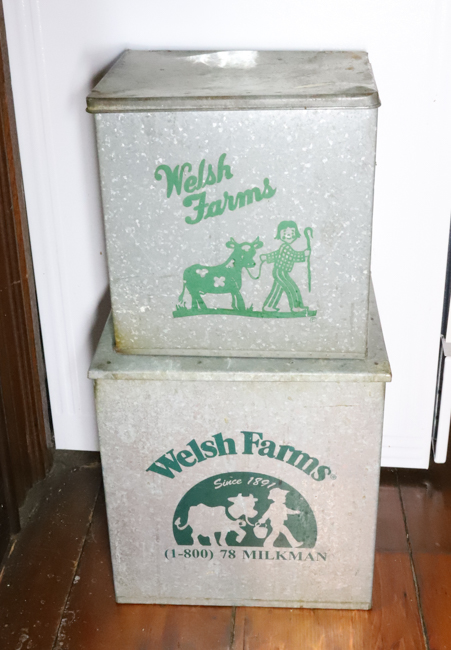 Welsh
Farms
Welsh Farms®
Since 1891
(1-800) 78 MILKMAN